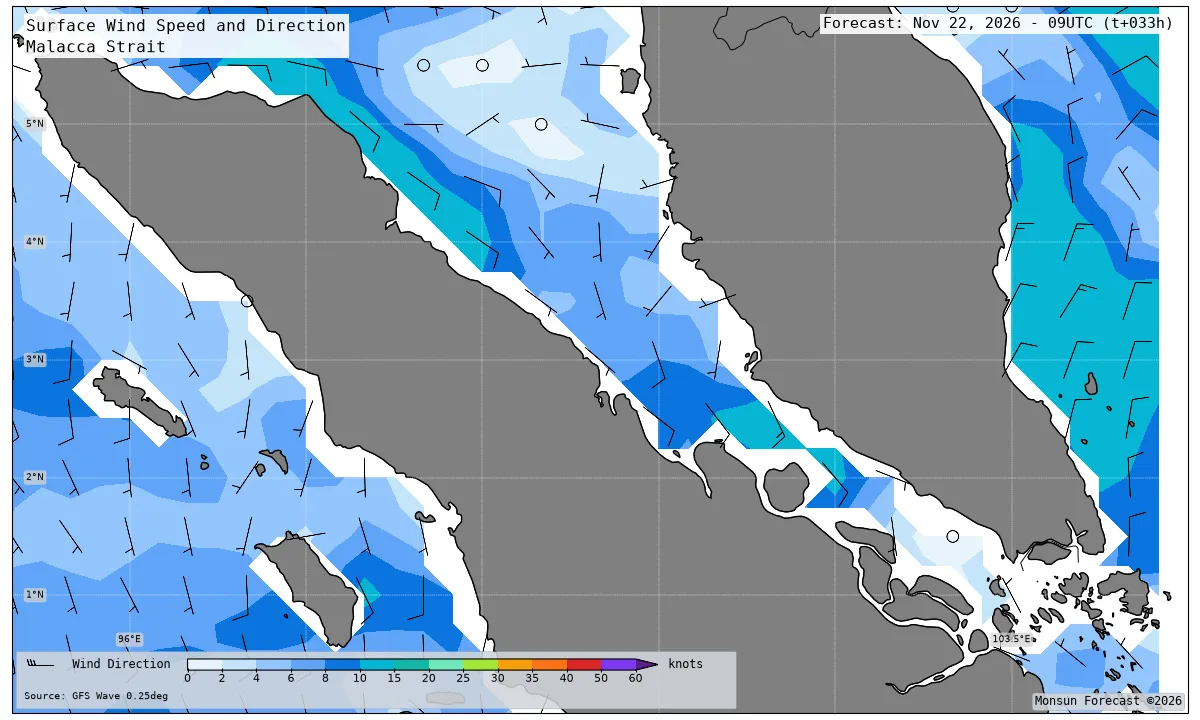 Surface Wind Speed and Direction
Malacca Strait
Forecast: Nov 22, 2026 - 09UTC (t+033h)
5°N
4°N
3°N
2°N
1°N
96°E
103.5°E
Wind Direction
0 2 4 6 8 10 15 20 25 30 40 50 60
knots
Source: GFS Wave 0.25deg
Monsun Forecast ©2026